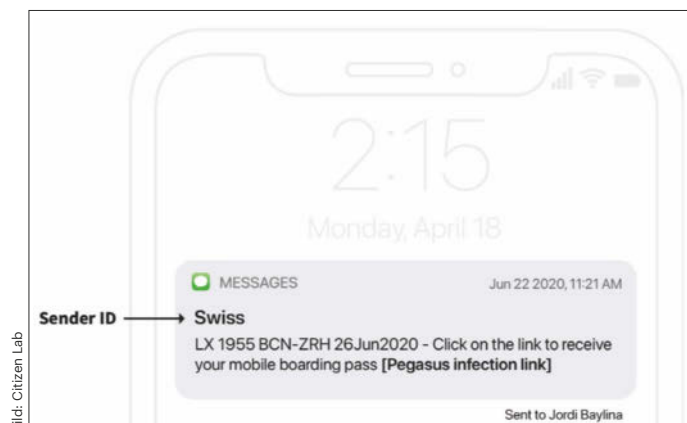 2:15
Monday, April 18
MESSAGES
Jun 22 2020, 11:21 AM
Sender ID
Swiss
LX 1955 BCN-ZRH 26Jun2020 - Click on the link to receive
your mobile boarding pass [Pegasus infection link]
Sent to Jordi Baylina
Citizen Lab